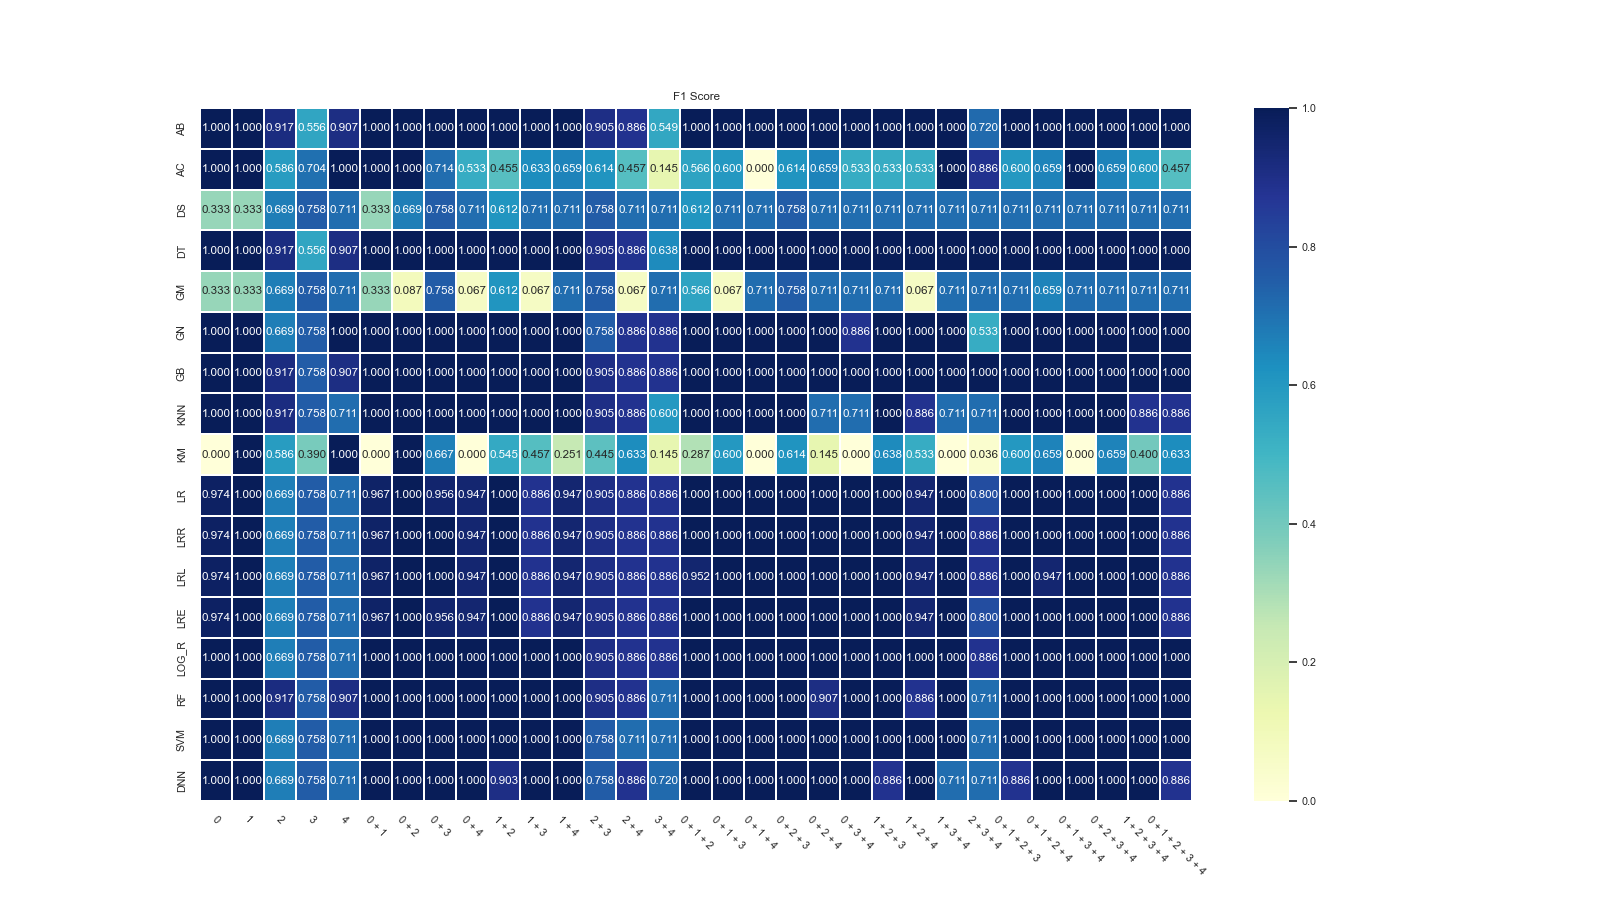 F1 Score
AB 1.000 1.000 0.917 0.556 0.907 1.000 1.000 1.000 1.000 1.000 1.000 1.000 0.905 0.886 0.549 1.000 1.000 1.000 1.000 1.000 1.000 1.000 1.000 1.000 0.720 1.000 1.000 1.000 1.000 1.000 1.000
AC 1.000 1.000 0.586 0.704 1.000 1.000 1.000 0.714 0.533 0.455 0.633 0.659 0.614 0.457 0.145 0.566 0.600 0.000 0.614 0.659 0.533 0.533 0.533 1.000 0.886 0.600 0.659 1.000 0.659 0.600 0.457
DS 0.333 0.333 0.669 0.758 0.711 0.333 0.669 0.758 0.711 0.612 0.711 0.711 0.758 0.711 0.711 0.612 0.711 0.711 0.758 0.711 0.711 0.711 0.711 0.711 0.711 0.711 0.711 0.711 0.711 0.711 0.711
DT 1.000 1.000 0.917 0.556 0.907 1.000 1.000 1.000 1.000 1.000 1.000 1.000 0.905 0.886 0.638 1.000 1.000 1.000 1.000 1.000 1.000 1.000 1.000 1.000 1.000 1.000 1.000 1.000 1.000 1.000 1.000
GM 0.333 0.333 0.669 0.758 0.711 0.333 0.087 0.758 0.067 0.612 0.067 0.711 0.758 0.067 0.711 0.566 0.067 0.711 0.758 0.711 0.711 0.711 0.067 0.711 0.711 0.711 0.659 0.711 0.711 0.711 0.711
GN 1.000 1.000 0.669 0.758 1.000 1.000 1.000 1.000 1.000 1.000 1.000 1.000 0.758 0.886 0.886 1.000 1.000 1.000 1.000 1.000 0.886 1.000 1.000 1.000 0.533 1.000 1.000 1.000 1.000 1.000 1.000
GB 1.000 1.000 0.917 0.758 0.907 1.000 1.000 1.000 1.000 1.000 1.000 1.000 0.905 0.886 0.886 1.000 1.000 1.000 1.000 1.000 1.000 1.000 1.000 1.000 1.000 1.000 1.000 1.000 1.000 1.000 1.000
KNN 1.000 1.000 0.917 0.758 0.711 1.000 1.000 1.000 1.000 1.000 1.000 1.000 0.905 0.886 0.600 1.000 1.000 1.000 1.000 0.711 0.711 1.000 0.886 0.711 0.711 1.000 1.000 1.000 1.000 0.886 0.886
KM 0.000 1.000 0.586 0.390 1.000 0.000 1.000 0.667 0.000 0.545 0.457 0.251 0.445 0.633 0.145 0.287 0.600 0.000 0.614 0.145 0.000 0.638 0.533 0.000 0.036 0.600 0.659 0.000 0.659 0.400 0.633
LR 0.974 1.000 0.669 0.758 0.711 0.967 1.000 0.956 0.947 1.000 0.886 0.947 0.905 0.886 0.886 1.000 1.000 1.000 1.000 1.000 1.000 1.000 0.947 1.000 0.800 1.000 1.000 1.000 1.000 1.000 0.886
LRR 0.974 1.000 0.669 0.758 0.711 0.967 1.000 1.000 0.947 1.000 0.886 0.947 0.905 0.886 0.886 1.000 1.000 1.000 1.000 1.000 1.000 1.000 0.947 1.000 0.886 1.000 1.000 1.000 1.000 1.000 0.886
LRL 0.974 1.000 0.669 0.758 0.711 0.967 1.000 1.000 0.947 1.000 0.886 0.947 0.905 0.886 0.886 0.952 1.000 1.000 1.000 1.000 1.000 1.000 0.947 1.000 0.886 1.000 0.947 1.000 1.000 1.000 0.886
LRE 0.974 1.000 0.669 0.758 0.711 0.967 1.000 0.956 0.947 1.000 0.886 0.947 0.905 0.886 0.886 1.000 1.000 1.000 1.000 1.000 1.000 1.000 0.947 1.000 0.800 1.000 1.000 1.000 1.000 1.000 0.886
LOG_R 1.000 1.000 0.669 0.758 0.711 1.000 1.000 1.000 1.000 1.000 1.000 1.000 0.905 0.886 0.886 1.000 1.000 1.000 1.000 1.000 1.000 1.000 1.000 1.000 0.886 1.000 1.000 1.000 1.000 1.000 1.000
RF 1.000 1.000 0.917 0.758 0.907 1.000 1.000 1.000 1.000 1.000 1.000 1.000 0.905 0.886 0.711 1.000 1.000 1.000 1.000 0.907 1.000 1.000 0.886 1.000 0.711 1.000 1.000 1.000 1.000 1.000 1.000
SVM 1.000 1.000 0.669 0.758 0.711 1.000 1.000 1.000 1.000 1.000 1.000 1.000 0.758 0.711 0.711 1.000 1.000 1.000 1.000 1.000 1.000 1.000 1.000 1.000 0.711 1.000 1.000 1.000 1.000 1.000 1.000
DNN 1.000 1.000 0.669 0.758 0.711 1.000 1.000 1.000 1.000 0.903 1.000 1.000 0.758 0.886 0.720 1.000 1.000 1.000 1.000 1.000 1.000 0.886 1.000 0.711 0.711 0.886 1.000 1.000 1.000 1.000 0.886
0
1
2
3
4
0 + 1
0 + 2
0 + 3
0 + 4
1 + 2
1 + 3
1 + 4
2 + 3
2 + 4
3 + 4
0 + 1 + 2
0 + 1 + 3
0 + 1 + 4
0 + 2 + 3
0 + 2 + 4
0 + 3 + 4
1 + 2 + 3
1 + 2 + 4
1 + 3 + 4
2 + 3 + 4
0 + 1 + 2 + 3
0 + 1 + 2 + 4
0 + 1 + 3 + 4
0 + 2 + 3 + 4
1 + 2 + 3 + 4
0 + 1 + 2 + 3 + 4
1.0
0.8
0.6
0.4
0.2
0.0